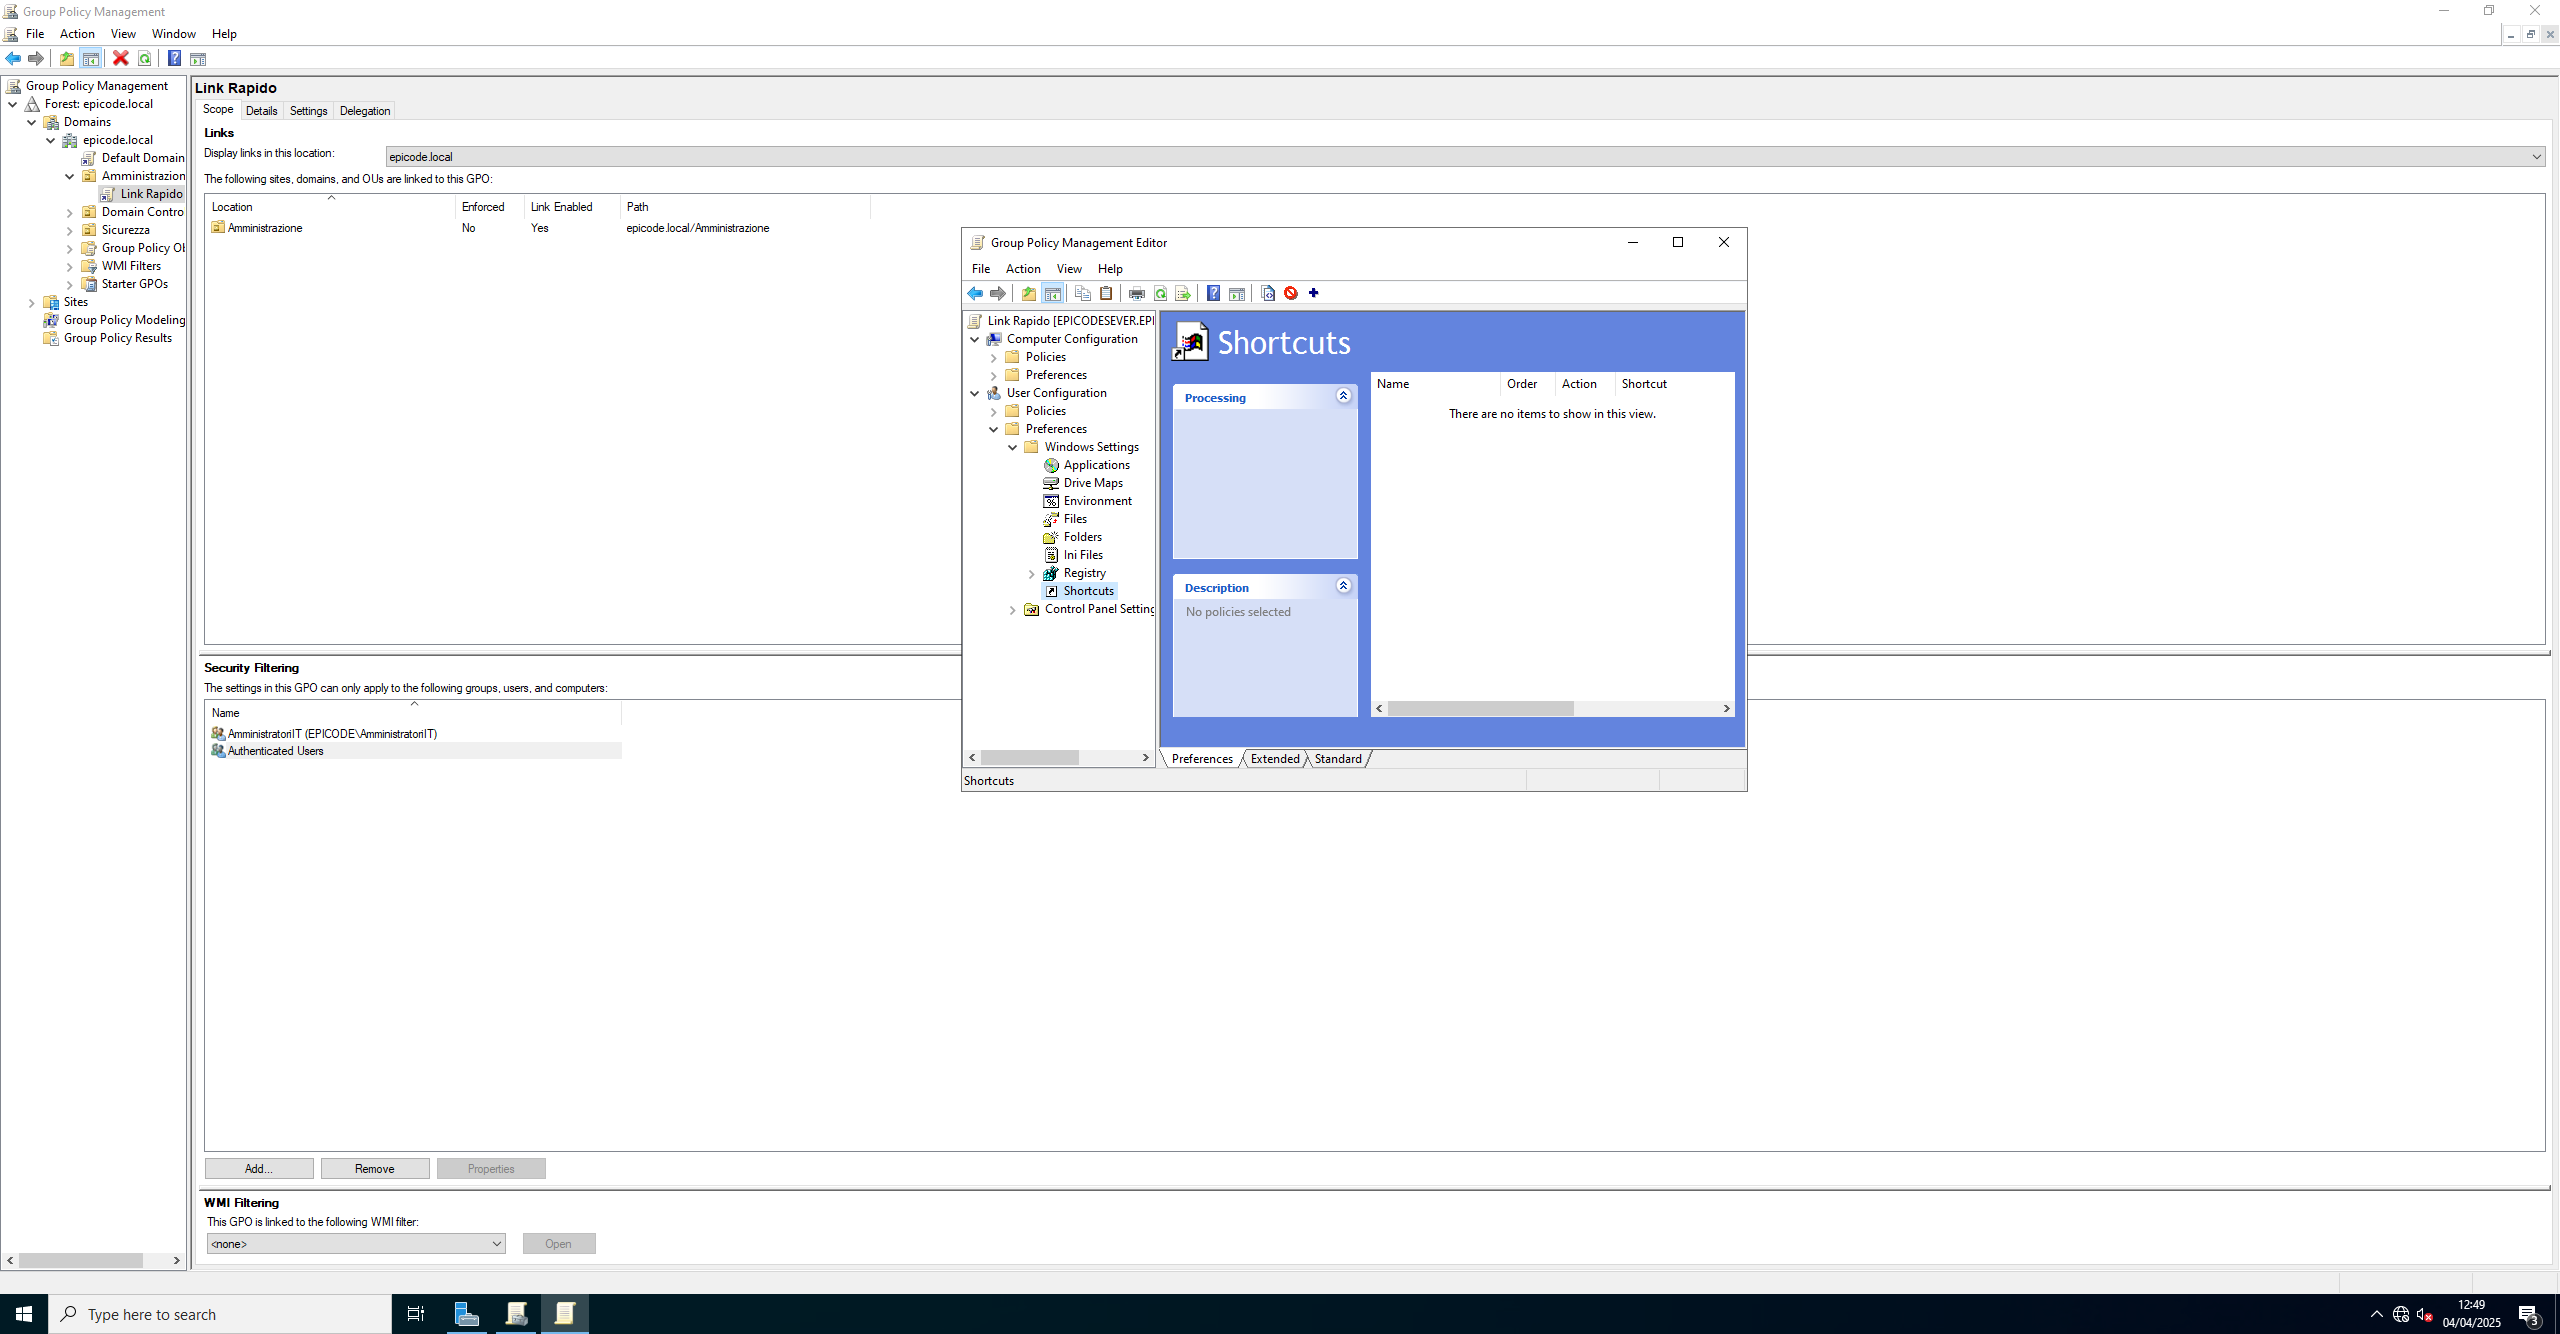 Group Policy Management
File Action View Window Help
Group Policy Management
Forest: epicode.local
Domains
epicode.local
Default Domain
Amministrazion
Link Rapido
Domain Contro
Sicurezza
Group Policy Ob
WMI Filters
Starter GPOs
Sites
Group Policy Modeling
Group Policy Results
Link Rapido
Scope Details Settings Delegation
Links
Display links in this location: epicode.local
The following sites, domains, and OUs are linked to this GPO:
Location Enforced Link Enabled Path
Amministrazione No Yes epicode.local/Amministrazione
Security Filtering
The settings in this GPO can only apply to the following groups, users, and computers:
Name
AmministratoriIT (EPICODE\AmministratoriIT)
Authenticated Users
Add... Remove Properties
WMI Filtering
This GPO is linked to the following WMI filter:
<none> Open
Group Policy Management Editor
File Action View Help
Link Rapido [EPICODESEVER.EPI
Computer Configuration
Policies
Preferences
User Configuration
Policies
Preferences
Windows Settings
Applications
Drive Maps
Environment
Files
Folders
Ini Files
Registry
Shortcuts
Control Panel Setting
Shortcuts
Processing
Description
No policies selected
Name Order Action Shortcut
There are no items to show in this view.
Preferences Extended Standard
Shortcuts
Type here to search
12:49
04/04/2025
3